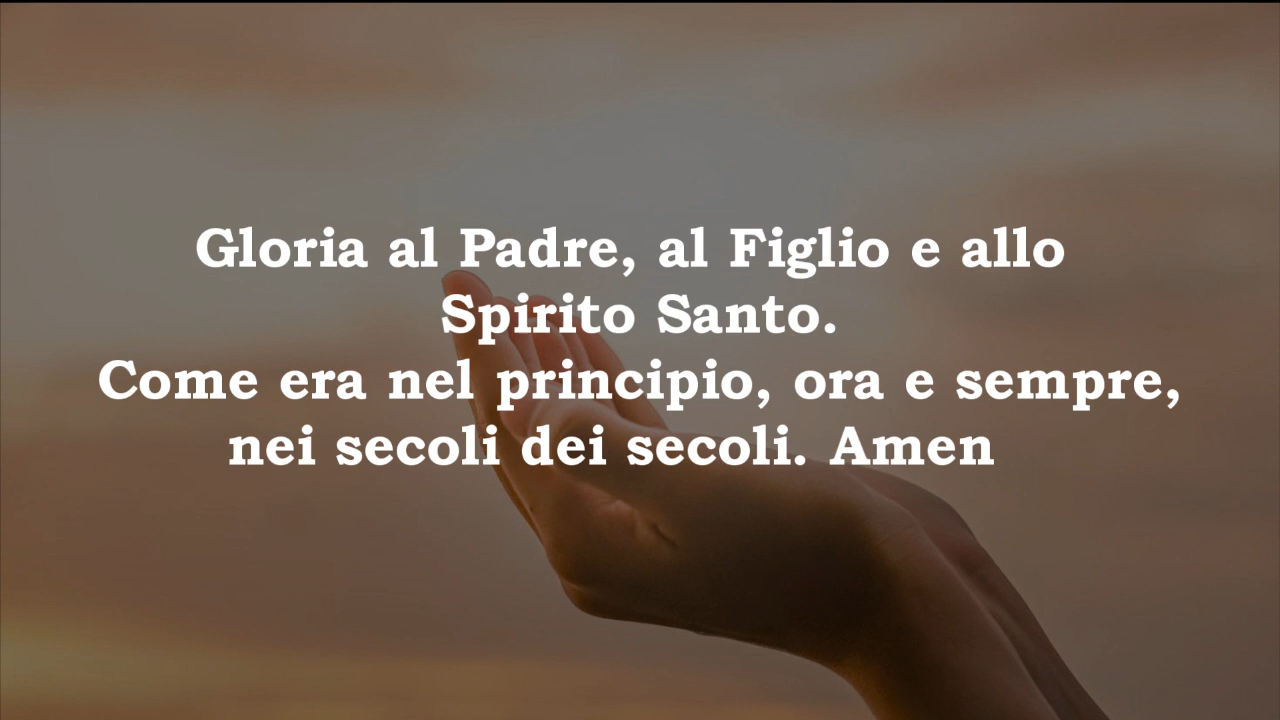 Gloria al Padre, al Figlio e allo
Spirito Santo.
Come era nel principio, ora e sempre,
nei secoli dei secoli. Amen